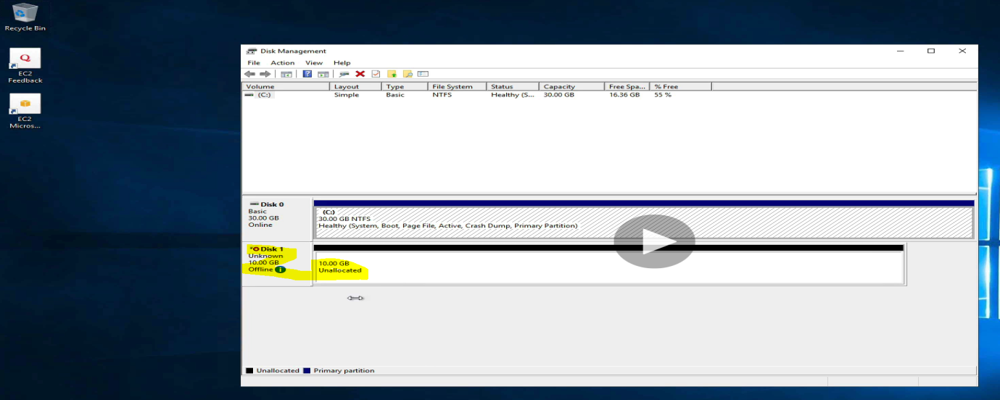 Recycle Bin
EC2
Feedback
EC2
Micros...
Disk Management
File Action View Help
Volume Layout Type File System Status Capacity Free Spa... % Free
(C:) Simple Basic NTFS Healthy (S... 30.00 GB 16.36 GB 55 %
Disk 0
Basic
30.00 GB
Online
(C:)
30.00 GB NTFS
Healthy (System, Boot, Page File, Active, Crash Dump, Primary Partition)
Disk 1
Unknown
10.00 GB
Offline
10.00 GB
Unallocated
Unallocated Primary partition